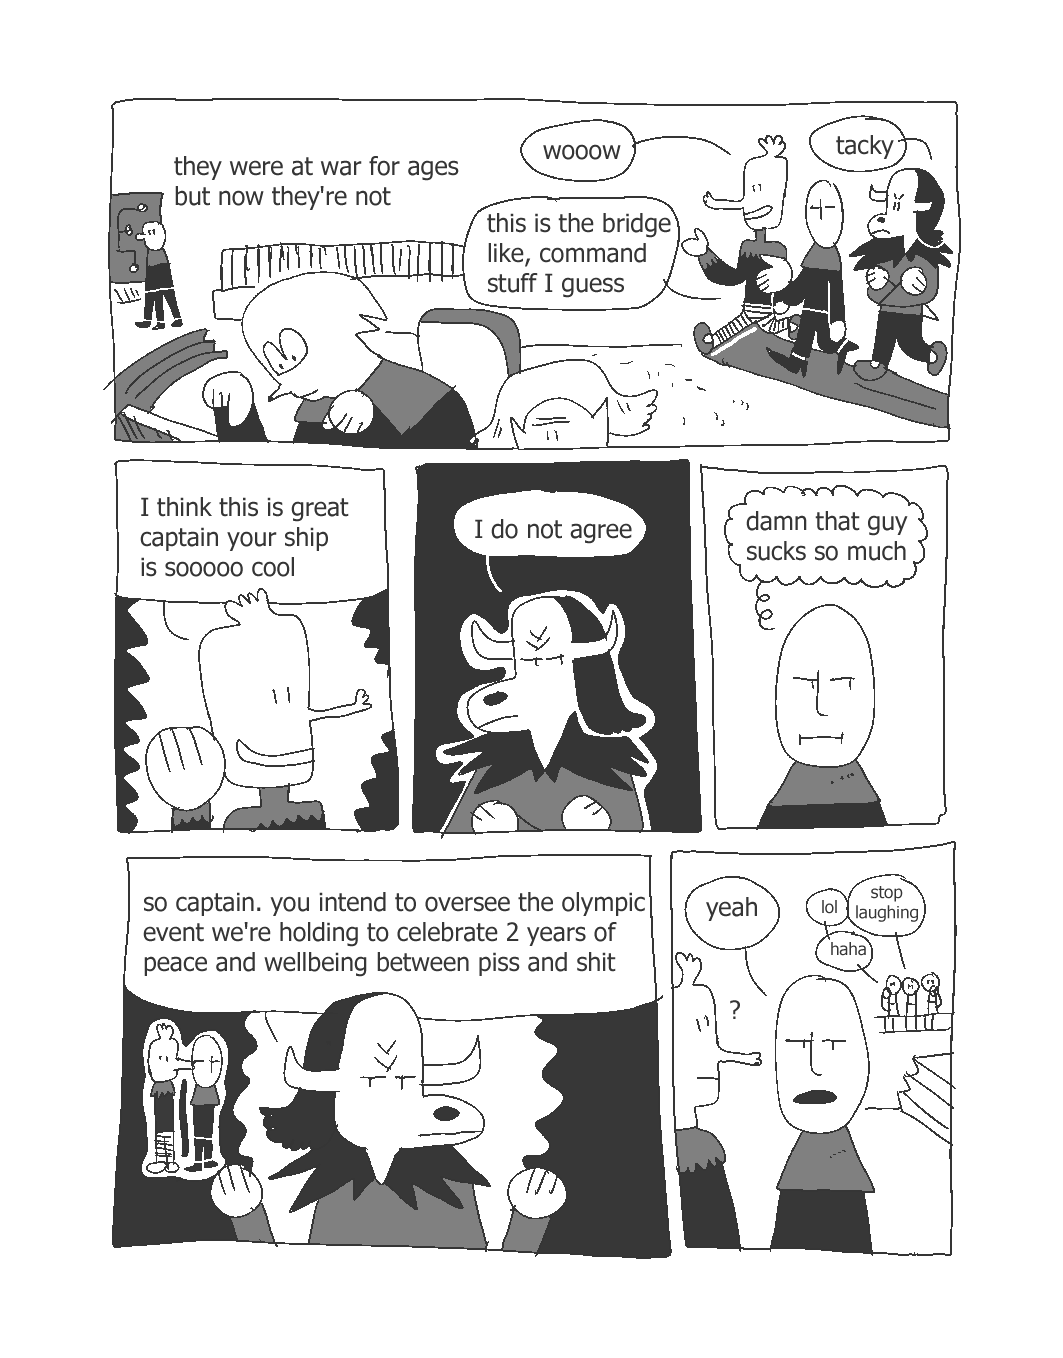 they were at war for ages
but now they're not
wooow
this is the bridge
like, command
stuff I guess
tacky
I think this is great
captain your ship
is sooooo cool
I do not agree
damn that guy
sucks so much
so captain. you intend to oversee the olympic
event we're holding to celebrate 2 years of
peace and wellbeing between piss and shit
yeah
?
lol
stop
laughing
haha